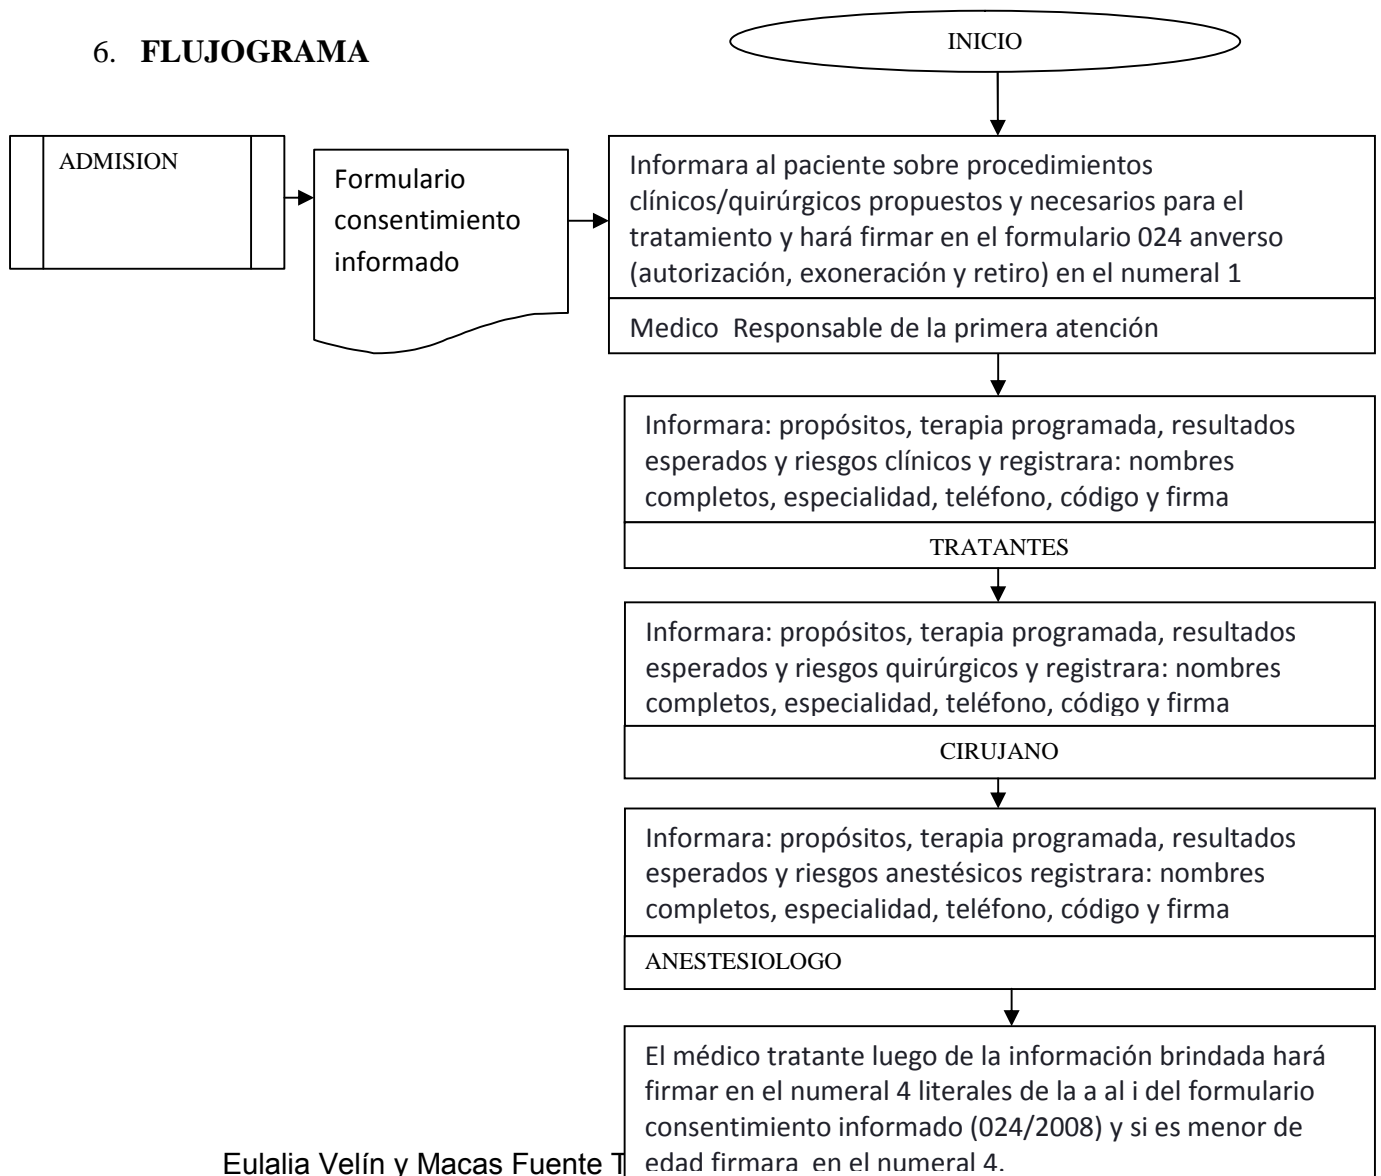 6. FLUJOGRAMA
INICIO
ADMISION
Formulario
consentimiento
informado
Informara al paciente sobre procedimientos
clínicos/quirúrgicos propuestos y necesarios para el
tratamiento y hará firmar en el formulario 024 anverso
(autorización, exoneración y retiro) en el numeral 1
Medico Responsable de la primera atención
Informara: propósitos, terapia programada, resultados
esperados y riesgos clínicos y registrara: nombres
completos, especialidad, teléfono, código y firma
TRATANTES
Informara: propósitos, terapia programada, resultados
esperados y riesgos quirúrgicos y registrara: nombres
completos, especialidad, teléfono, código y firma
CIRUJANO
Informara: propósitos, terapia programada, resultados
esperados y riesgos anestésicos registrara: nombres
completos, especialidad, teléfono, código y firma
ANESTESIOLOGO
El médico tratante luego de la información brindada hará
firmar en el numeral 4 literales de la a al i del formulario
consentimiento informado (024/2008) y si es menor de
edad firmara en el numeral 4.
Eulalia Velín y Macas Fuente T